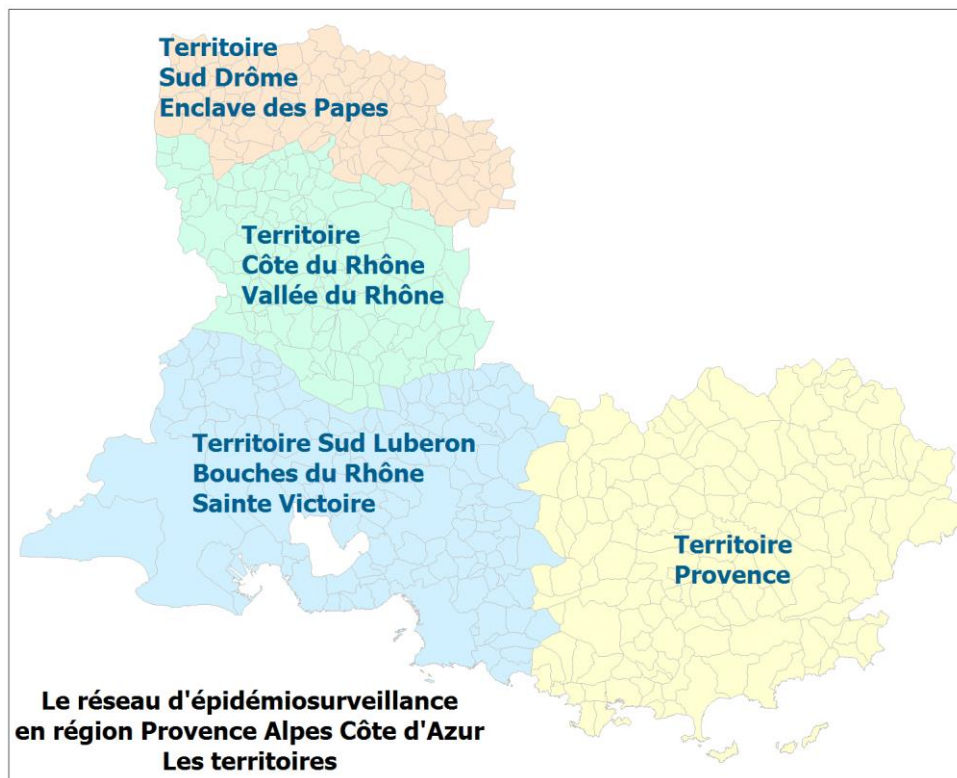 Territoire
Sud Drôme
Enclave des Papes
Territoire
Côte du Rhône
Vallée du Rhône
Territoire Sud Luberon
Bouches du Rhône
Sainte Victoire
Territoire
Provence
Le réseau d'épidémiosurveillance
en région Provence Alpes Côte d'Azur
Les territoires